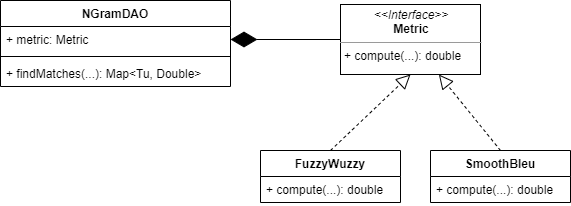 NGramDAO
+ metric: Metric
+ findMatches(...): Map<Tu, Double>
<<Interface>>
Metric
+ compute(...): double
FuzzyWuzzy
+ compute(...): double
SmoothBleu
+ compute(...): double